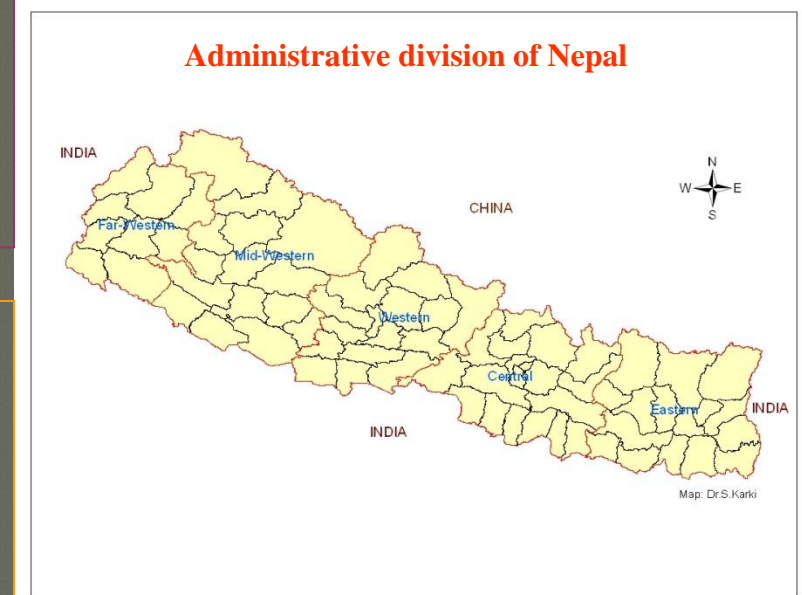 Administrative division of Nepal
INDIA
N
W E
S
CHINA
Far-Western
Mid-Western
Western
Central
Eastern
INDIA
INDIA
Map: Dr.S.Karki